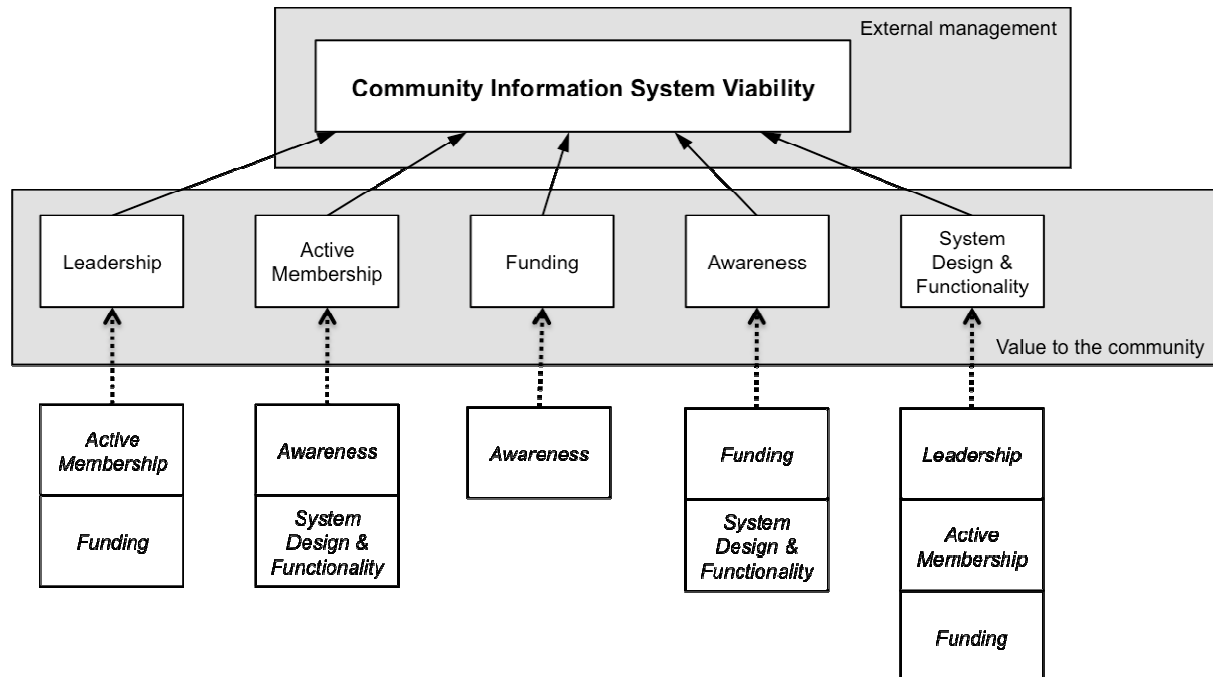 External management
Community Information System Viability
Leadership
Active
Membership
Funding
Awareness
System
Design &
Functionality
Value to the community
Active
Membership
Funding
Awareness
System
Design &
Functionality
Awareness
Funding
System
Design &
Functionality
Leadership
Active
Membership
Funding